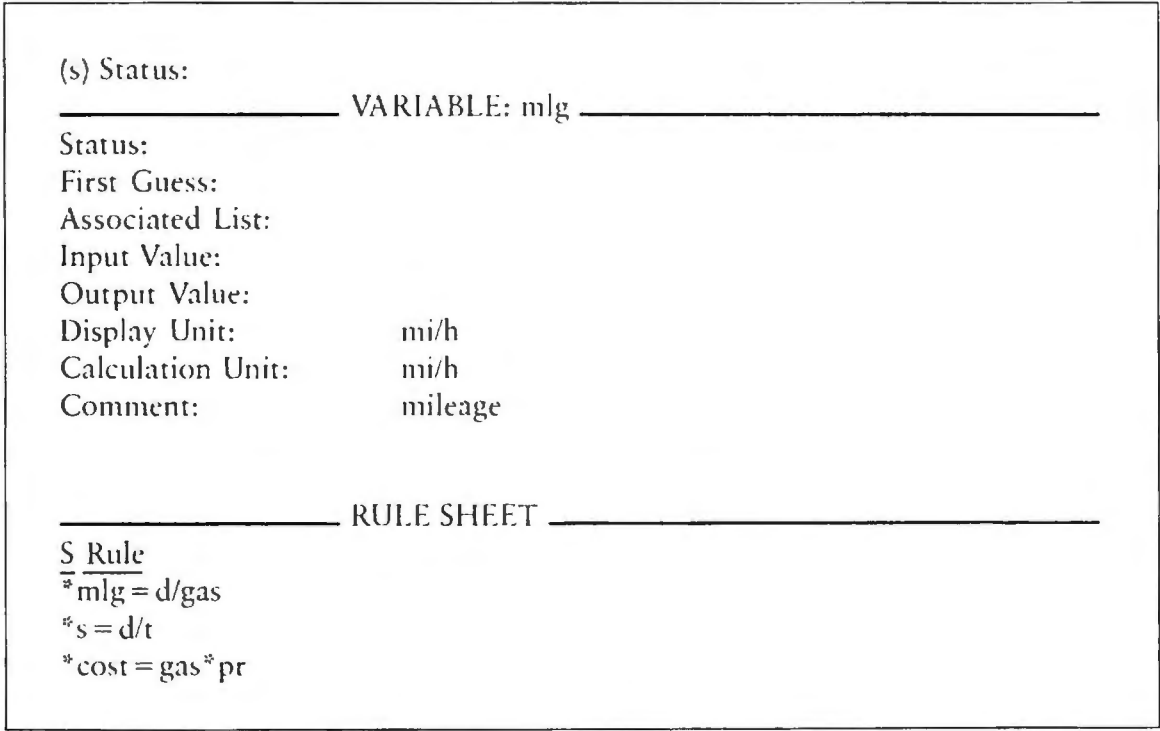 (s) Status:
VARIABLE: mlg
Status:
First Guess:
Associated List:
Input Value:
Output Value:
Display Unit: mi/h
Calculation Unit: mi/h
Comment: mileage
RULE SHEET
S Rule
*mlg = d/gas
*s = d/t
*cost = gas*pr